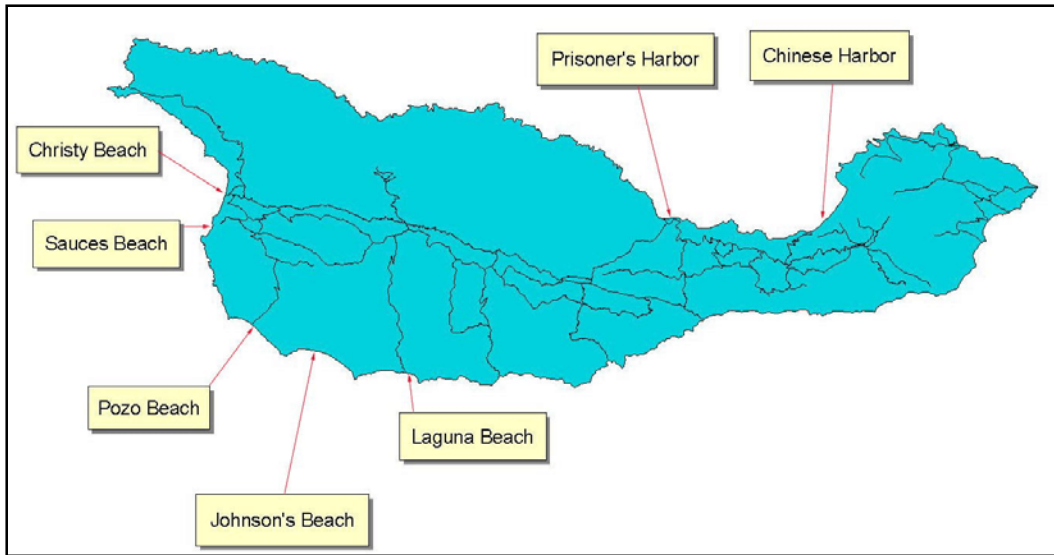 Prisoner's Harbor
Chinese Harbor
Christy Beach
Sauces Beach
Pozo Beach
Laguna Beach
Johnson's Beach